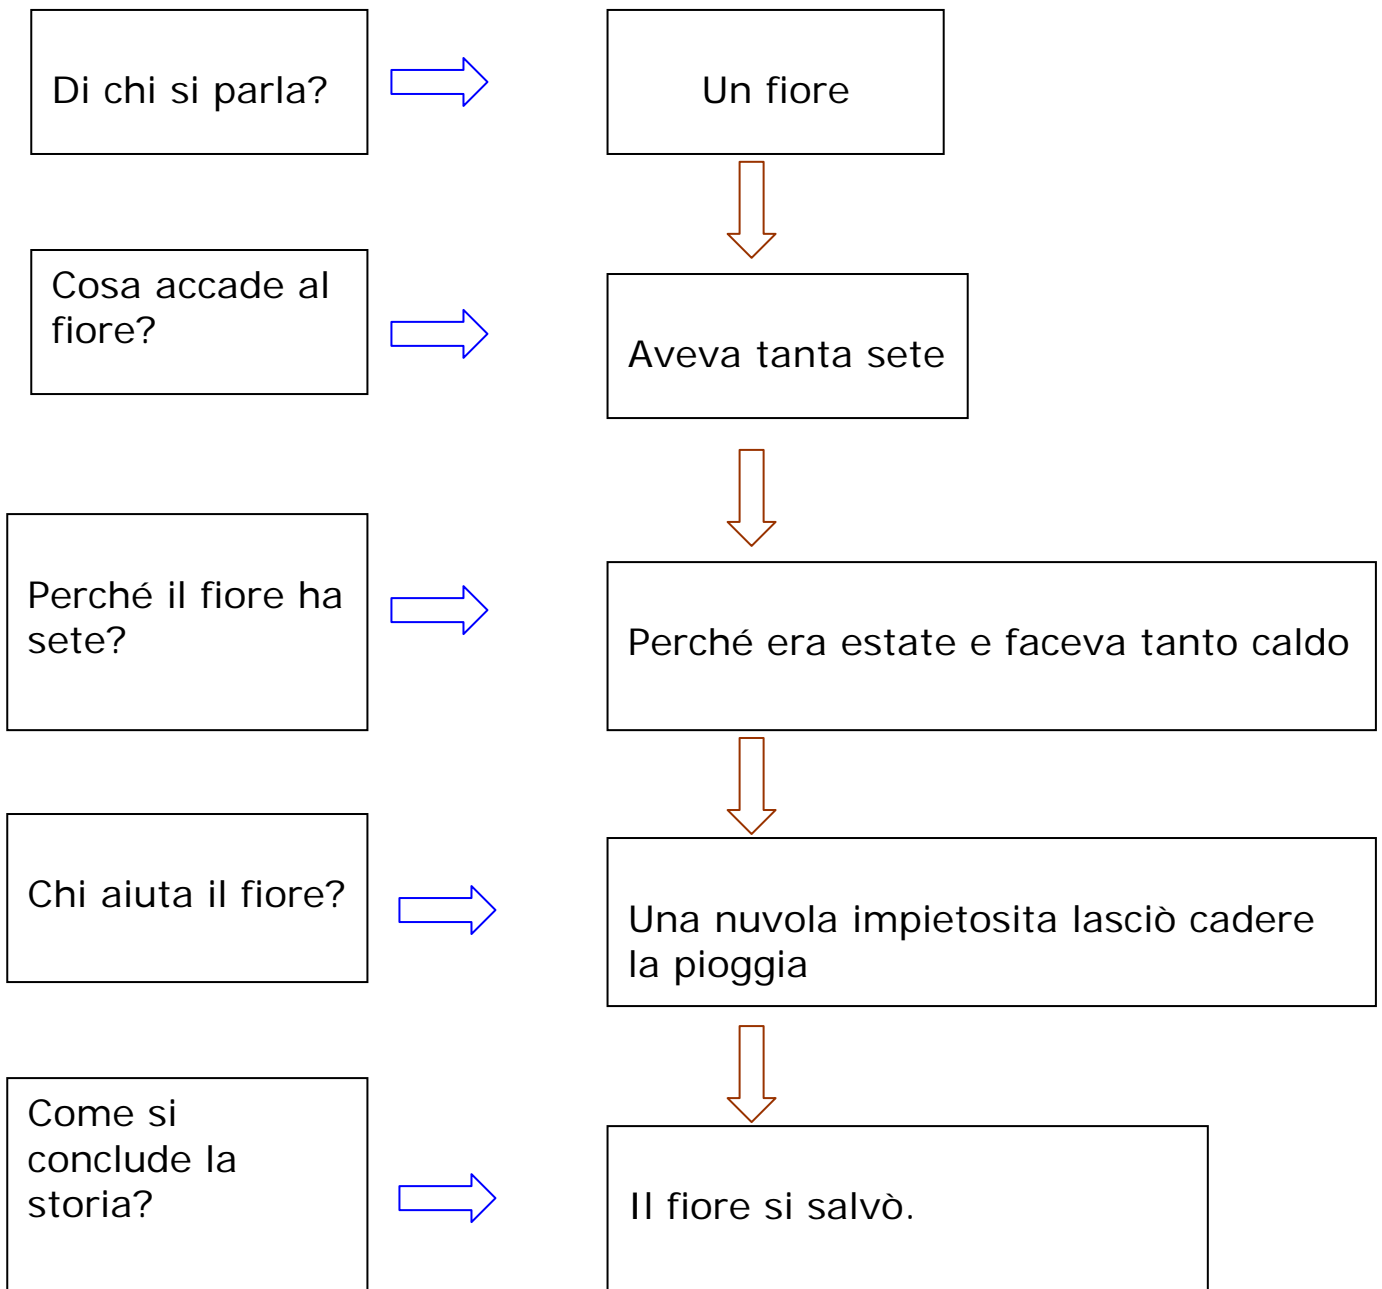 Di chi si parla?
Un fiore
Cosa accade al
fiore?
Aveva tanta sete
Perché il fiore ha
sete?
Perché era estate e faceva tanto caldo
Chi aiuta il fiore?
Una nuvola impietosita lasciò cadere
la pioggia
Come si
conclude la
storia?
Il fiore si salvò.